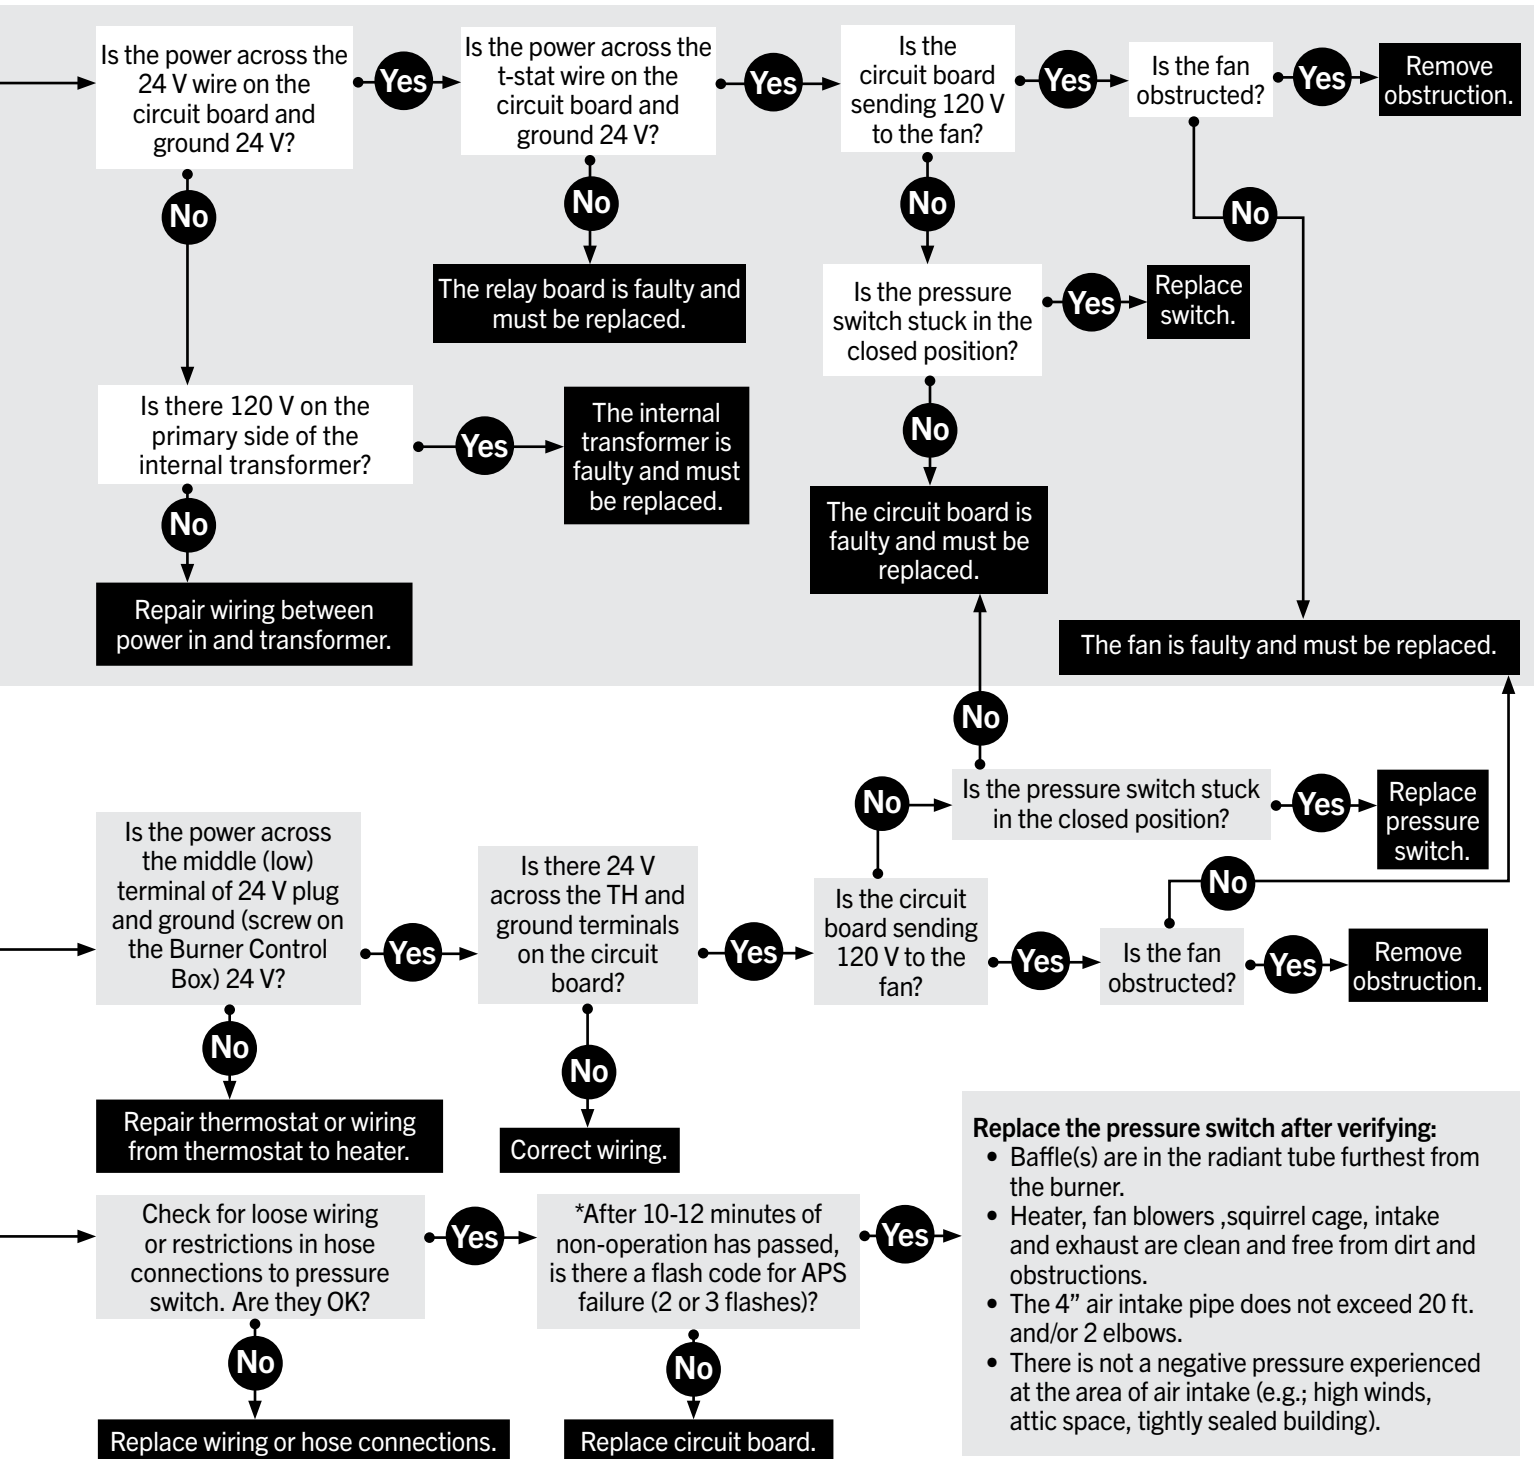 Is the power across the
24 V wire on the
circuit board and
ground 24 V?
Yes
Is the power across the
t-stat wire on the
circuit board and
ground 24 V?
Yes
Is the
circuit board
sending 120 V
to the fan?
Yes
Is the fan
obstructed?
Yes
Remove
obstruction.
No
No
No
No
The relay board is faulty and
must be replaced.
Is the pressure
switch stuck in the
closed position?
Yes
Replace
switch.
Is there 120 V on the
primary side of the
internal transformer?
Yes
The internal
transformer is
faulty and must
be replaced.
No
No
The circuit board is
faulty and must be
replaced.
Repair wiring between
power in and transformer.
The fan is faulty and must be replaced.
No
No
Is the pressure switch stuck
in the closed position?
Yes
Replace
pressure
switch.
Is the power across
the middle (low)
terminal of 24 V plug
and ground (screw on
the Burner Control
Box) 24 V?
Yes
Is there 24 V
across the TH and
ground terminals
on the circuit
board?
Yes
Is the circuit
board sending
120 V to the
fan?
Yes
No
Is the fan
obstructed?
Yes
Remove
obstruction.
No
No
Repair thermostat or wiring
from thermostat to heater.
Correct wiring.
Check for loose wiring
or restrictions in hose
connections to pressure
switch. Are they OK?
Yes
*After 10-12 minutes of
non-operation has passed,
is there a flash code for APS
failure (2 or 3 flashes)?
Yes
Replace the pressure switch after verifying:
• Baffle(s) are in the radiant tube furthest from
the burner.
• Heater, fan blowers ,squirrel cage, intake
and exhaust are clean and free from dirt and
obstructions.
• The 4” air intake pipe does not exceed 20 ft.
and/or 2 elbows.
• There is not a negative pressure experienced
at the area of air intake (e.g.; high winds,
attic space, tightly sealed building).
No
No
Replace wiring or hose connections.
Replace circuit board.